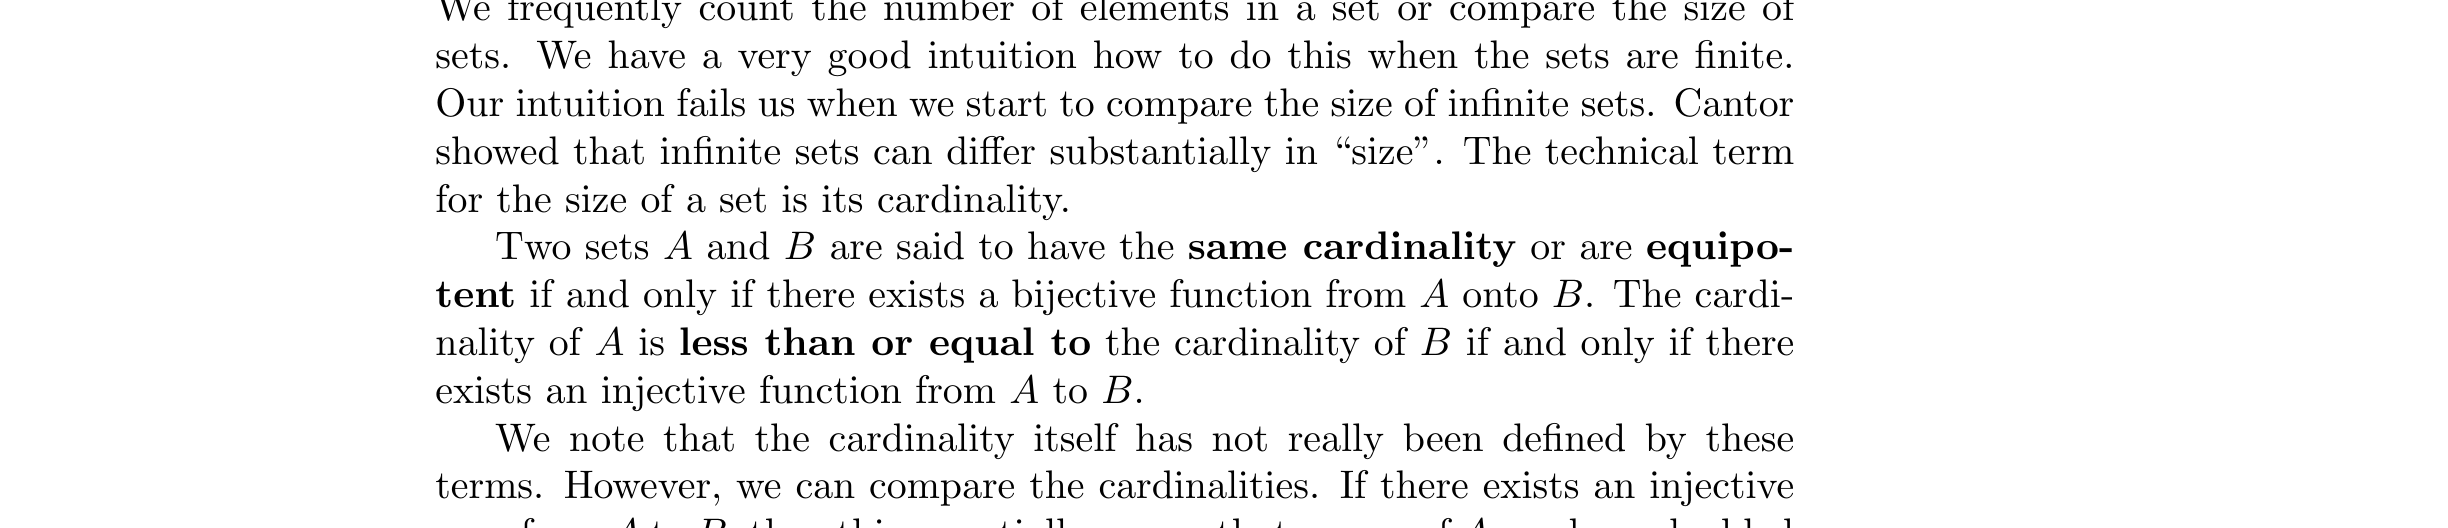 We frequently count the number of elements in a set or compare the size of
sets. We have a very good intuition how to do this when the sets are finite.
Our intuition fails us when we start to compare the size of infinite sets. Cantor
showed that infinite sets can differ substantially in “size”. The technical term
for the size of a set is its cardinality.
Two sets A and B are said to have the same cardinality or are equipo-
tent if and only if there exists a bijective function from A onto B. The cardi-
nality of A is less than or equal to the cardinality of B if and only if there
exists an injective function from A to B.
We note that the cardinality itself has not really been defined by these
terms. However, we can compare the cardinalities. If there exists an injective